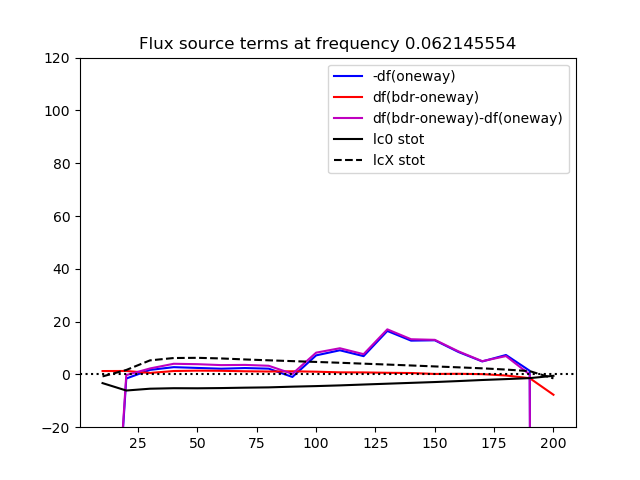 Flux source terms at frequency 0.062145554
120
100
80
60
40
20
0
−20
-df(oneway)
df(bdr-oneway)
df(bdr-oneway)-df(oneway)
lc0 stot
lcX stot
25 50 75 100 125 150 175 200